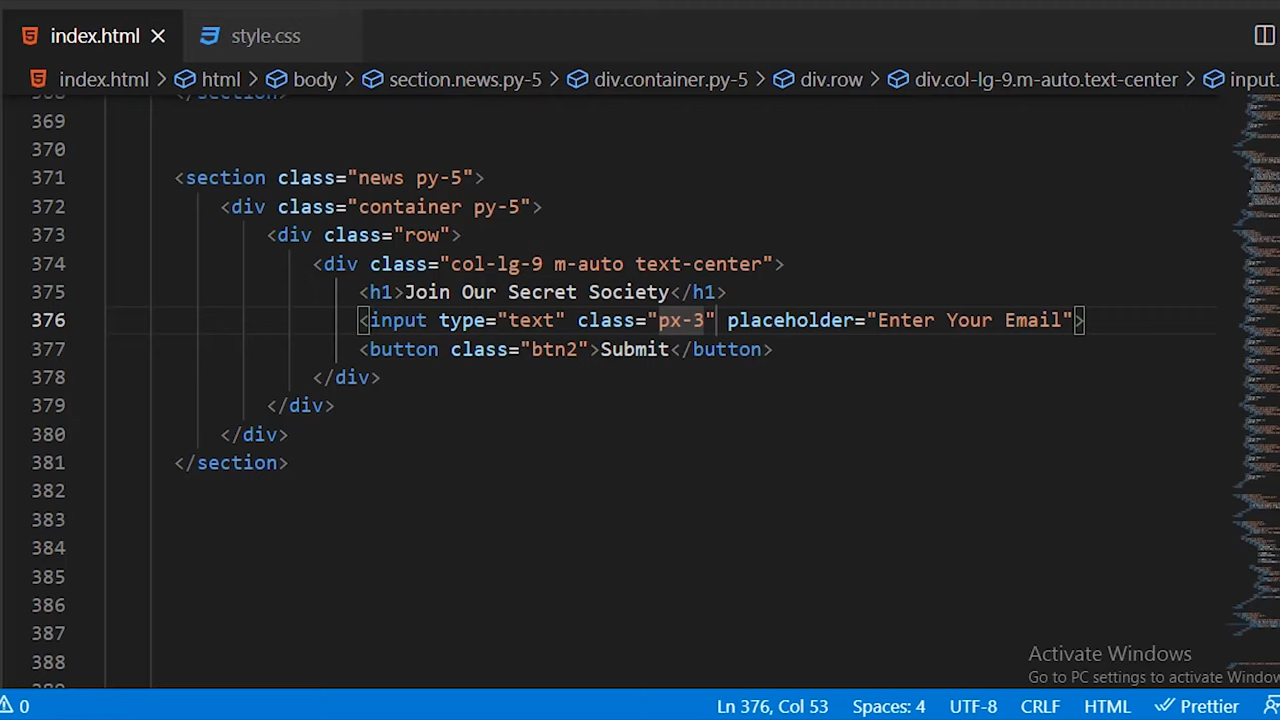 index.html
style.css
index.html > html > body > section.news.py-5 > div.container.py-5 > div.row > div.col-lg-9.m-auto.text-center > input.
368 </section>
369
370
371 <section class="news py-5">
372 <div class="container py-5">
373 <div class="row">
374 <div class="col-lg-9 m-auto text-center">
375 <h1>Join Our Secret Society</h1>
376 <input type="text" class="px-3" placeholder="Enter Your Email">
377 <button class="btn2">Submit</button>
378 </div>
379 </div>
380 </div>
381 </section>
382
383
384
385
386
387
388
Activate Windows
Go to PC settings to activate Window
0 Ln 376, Col 53 Spaces: 4 UTF-8 CRLF HTML Prettier